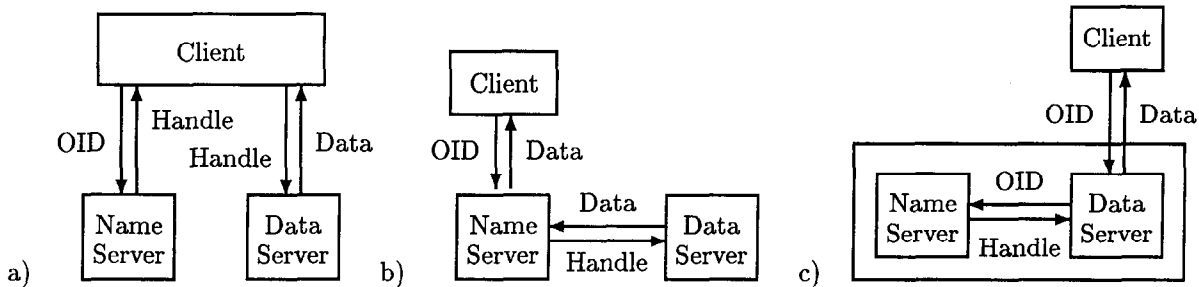 Client
OID
Handle
Handle
Data
Name
Server
Data
Server
a)
Client
OID
Data
Name
Server
Data
Handle
Data
Server
b)
Client
OID
Data
Name
Server
OID
Handle
Data
Server
c)